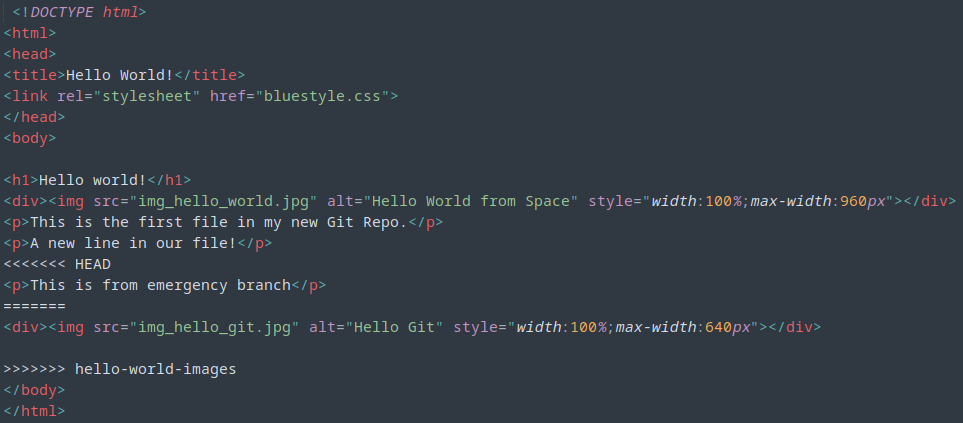 <!DOCTYPE html>
<html>
<head>
<title>Hello World!</title>
<link rel="stylesheet" href="bluestyle.css">
</head>
<body>
<h1>Hello world!</h1>
<div><img src="img_hello_world.jpg" alt="Hello World from Space" style="width:100%;max-width:960px"></div>
<p>This is the first file in my new Git Repo.</p>
<p>A new line in our file!</p>
<<<<<<< HEAD
<p>This is from emergency branch</p>
=======
<div><img src="img_hello_git.jpg" alt="Hello Git" style="width:100%;max-width:640px"></div>
>>>>>>> hello-world-images
</body>
</html>